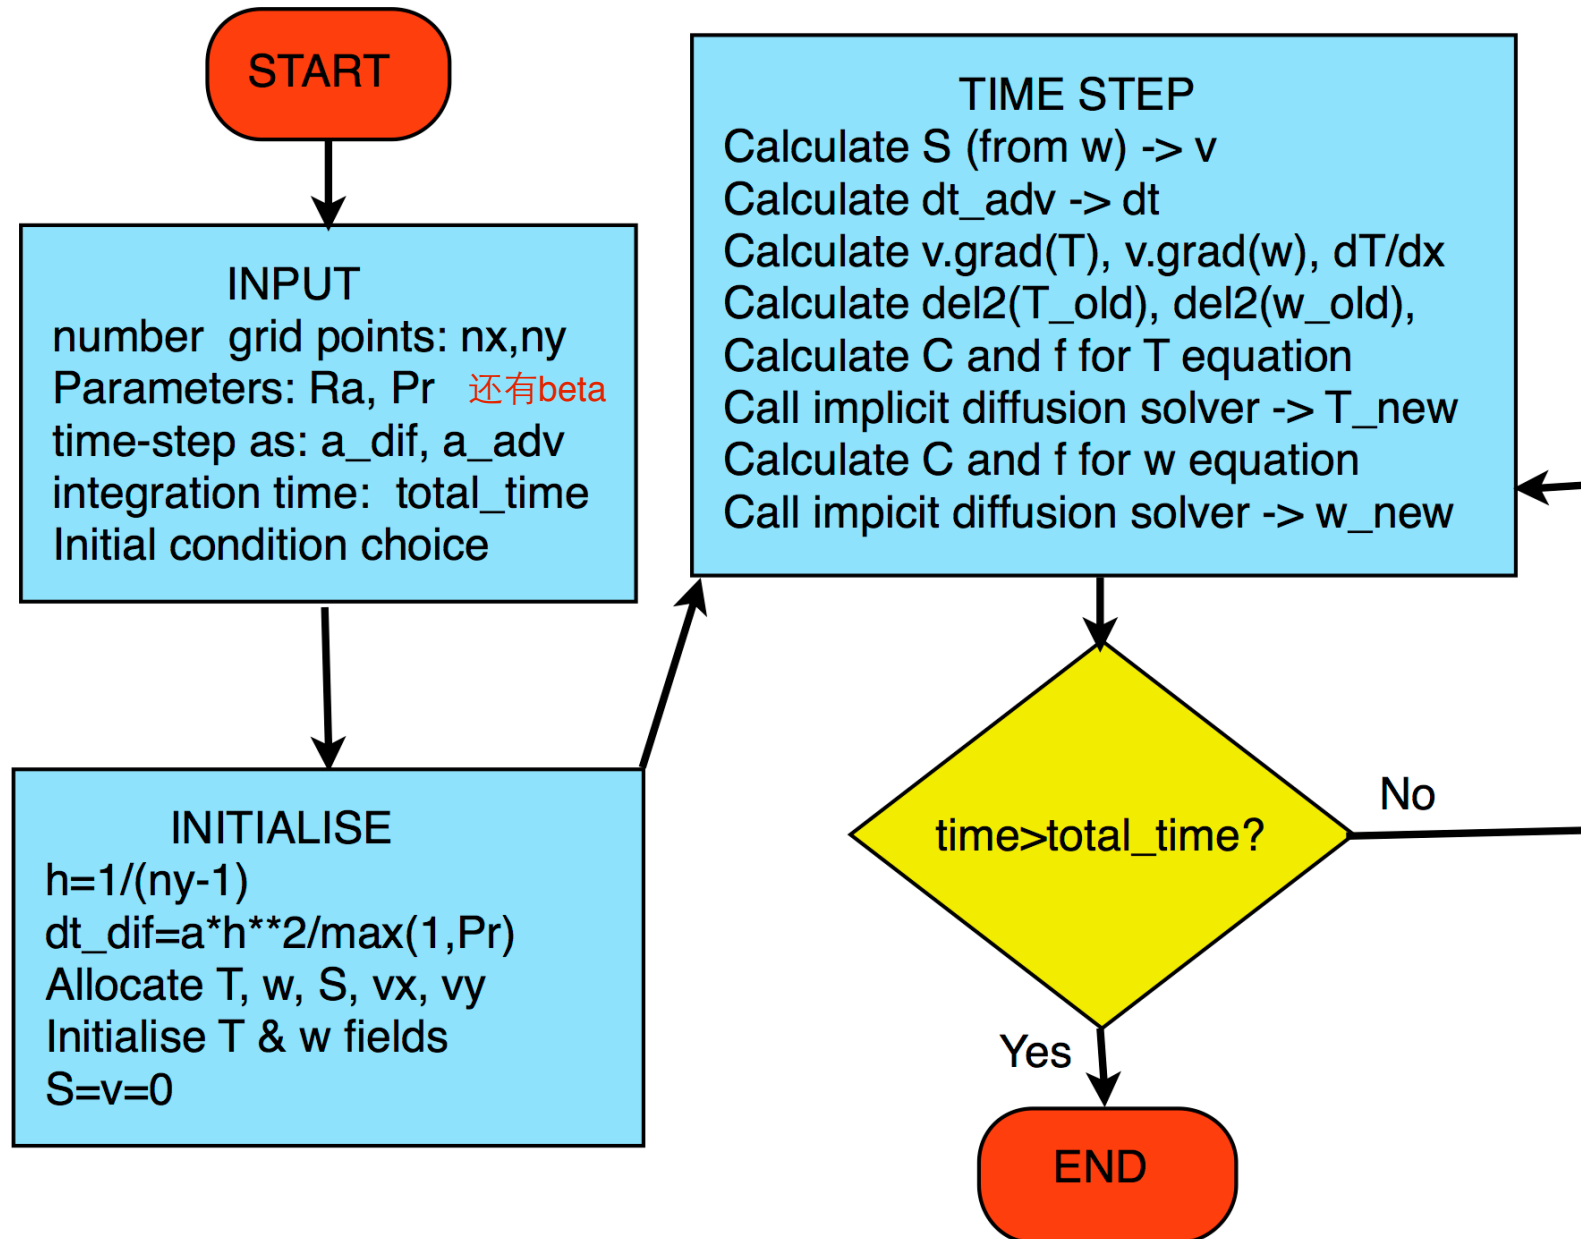 START
INPUT
number grid points: nx,ny
Parameters: Ra, Pr 还有beta
time-step as: a_dif, a_adv
integration time: total_time
Initial condition choice
INITIALISE
h=1/(ny-1)
dt_dif=a*h**2/max(1,Pr)
Allocate T, w, S, vx, vy
Initialise T & w fields
S=v=0
TIME STEP
Calculate S (from w) -> v
Calculate dt_adv -> dt
Calculate v.grad(T), v.grad(w), dT/dx
Calculate del2(T_old), del2(w_old),
Calculate C and f for T equation
Call implicit diffusion solver -> T_new
Calculate C and f for w equation
Call impicit diffusion solver -> w_new
time>total_time?
No
Yes
END